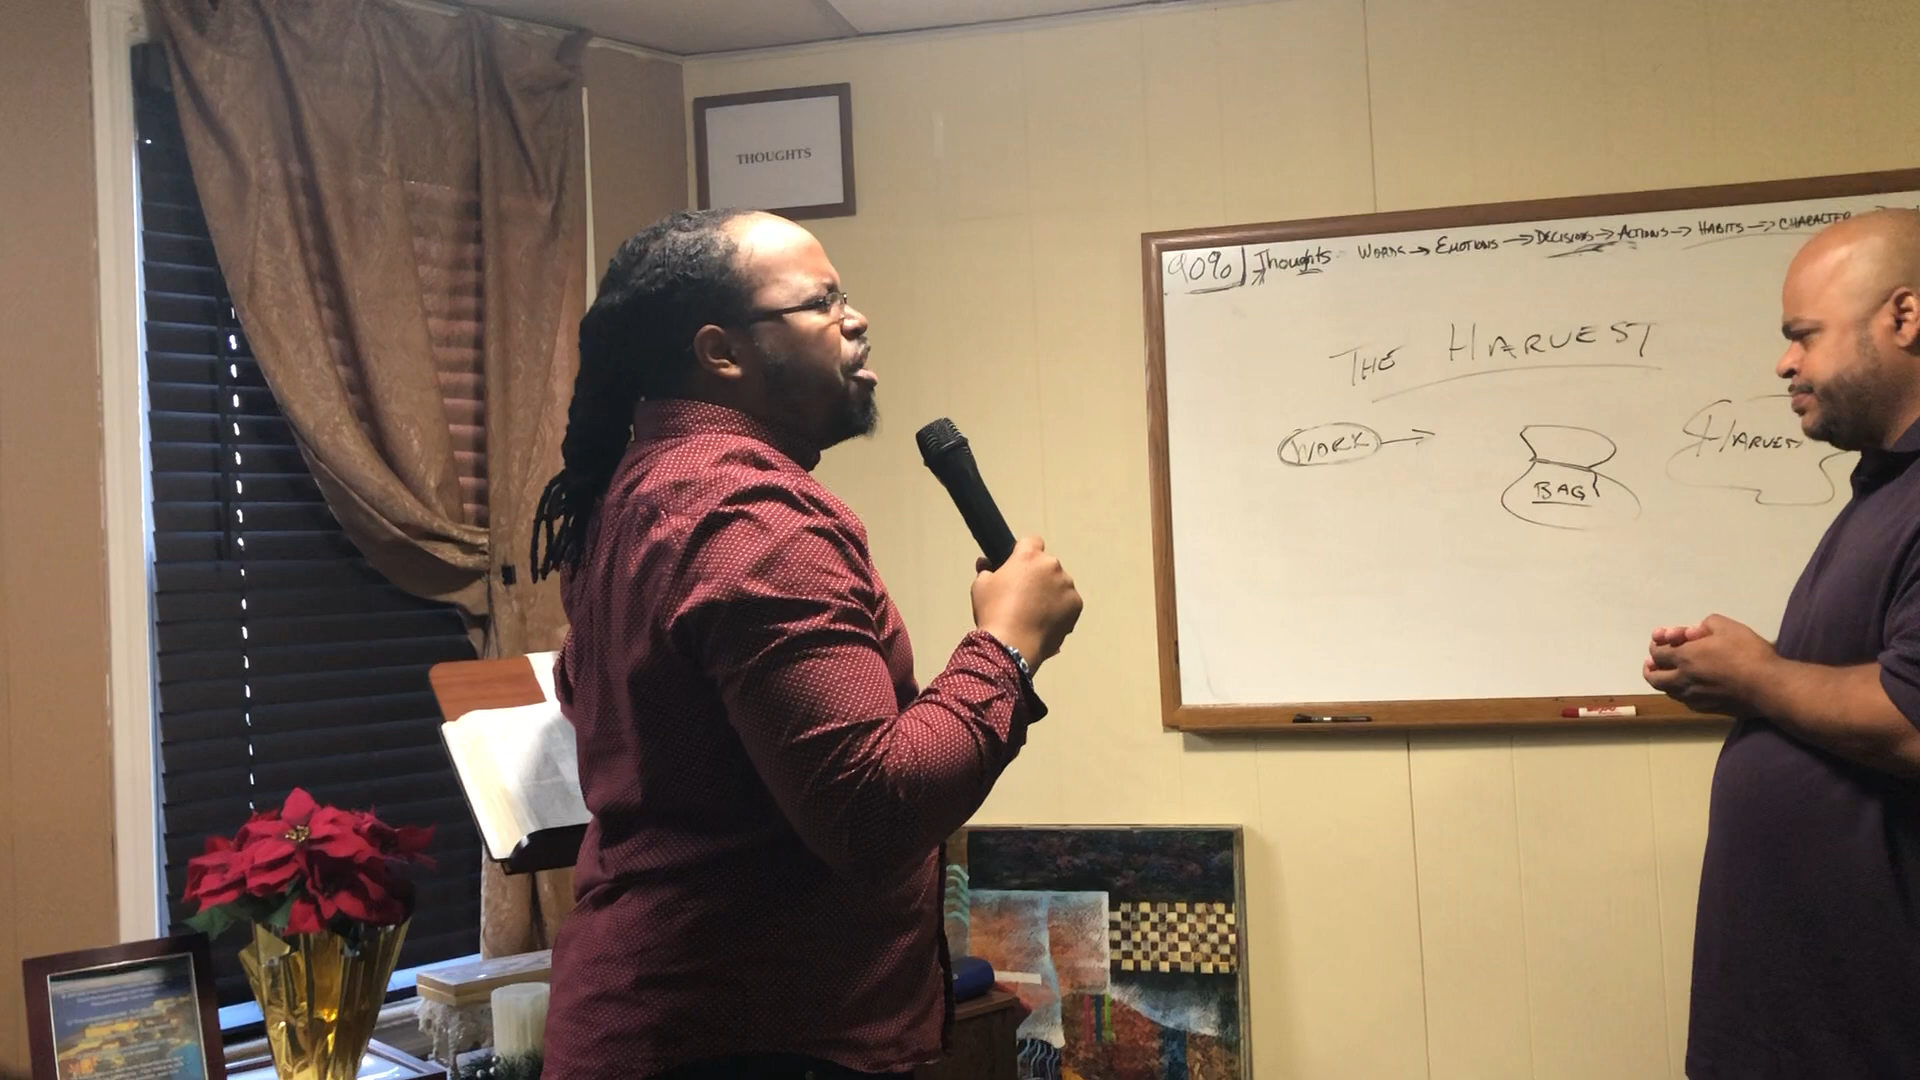 THOUGHTS
90% Thoughts WORDS → EMOTIONS → DECISIONS → ACTIONS → HABITS → CHARACTER
THE HARVEST
WORK →
BAG
HARVEST